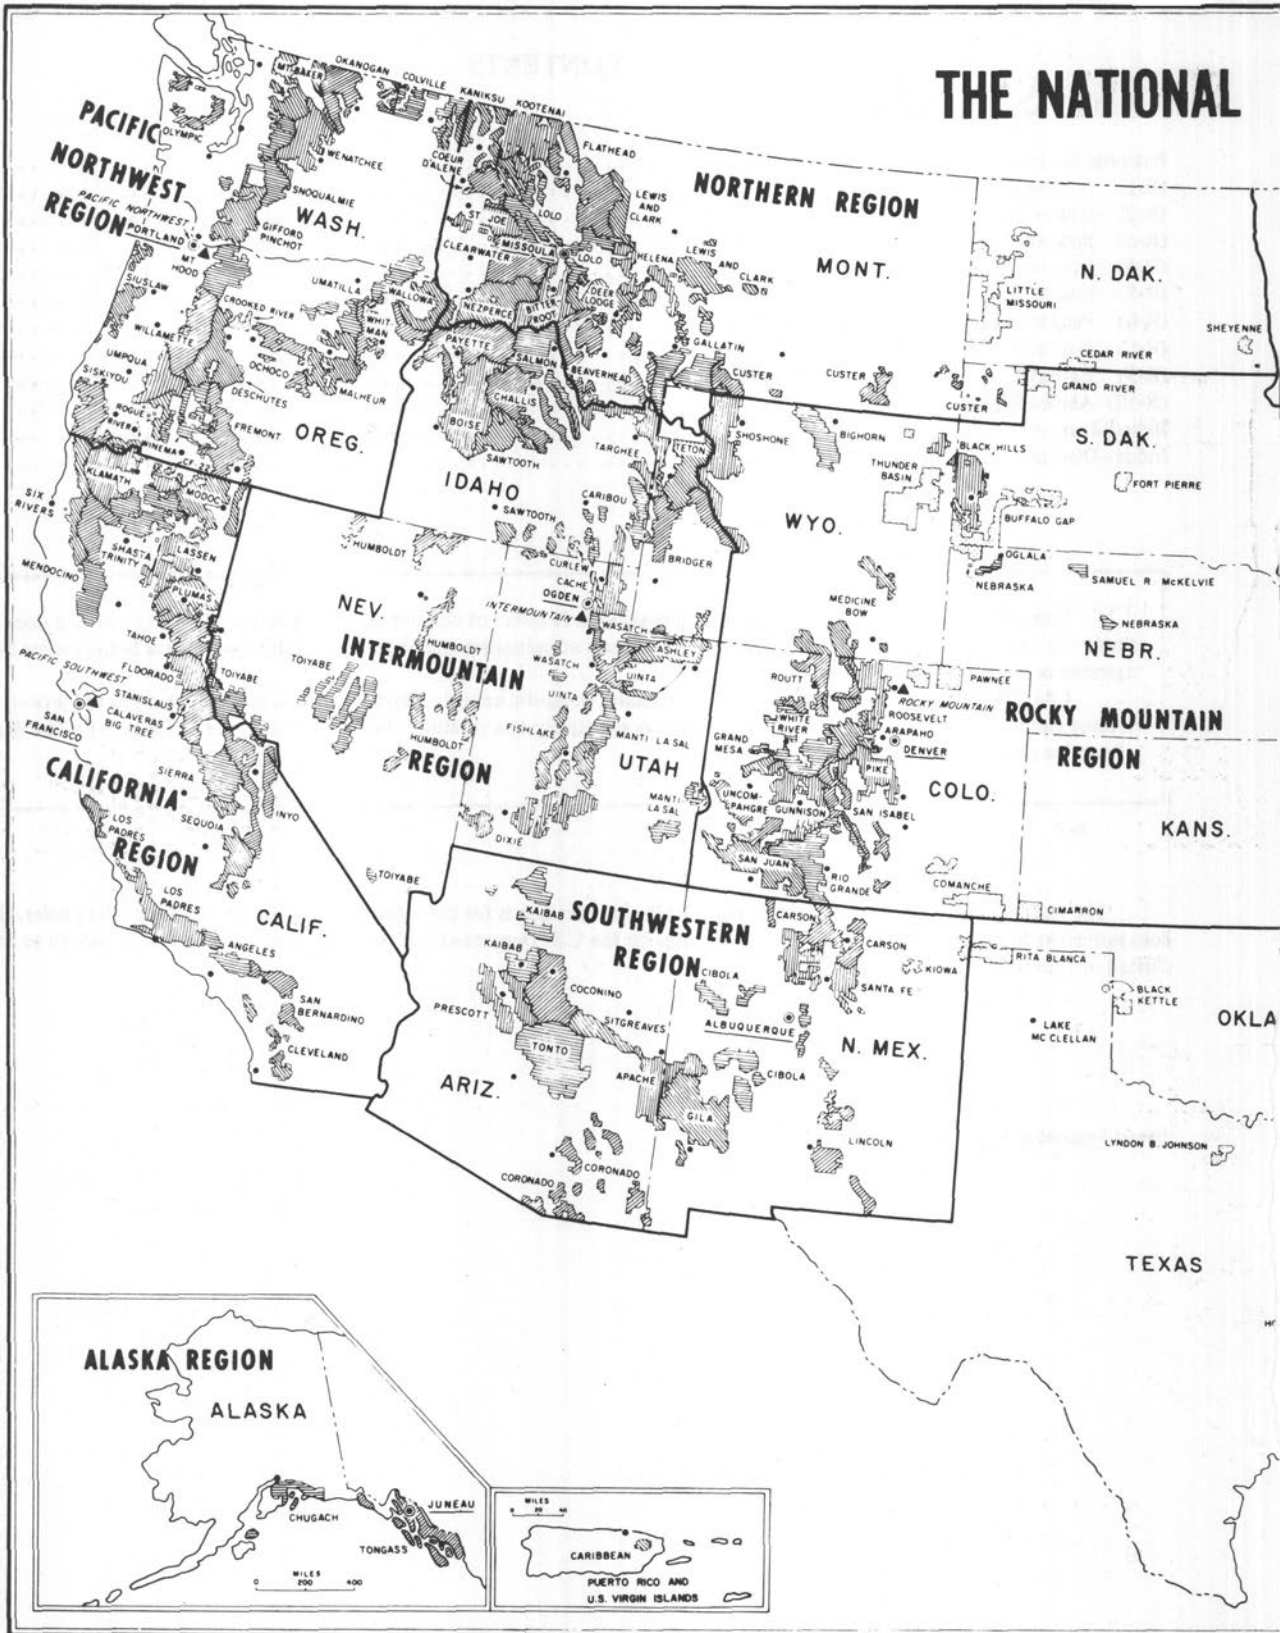 THE NATIONAL
PACIFIC
NORTHWEST
REGION
PACIFIC NORTHWEST
PORTLAND
OLYMPIC
MT. BAKER
OKANOGAN
COLVILLE
KANIKSU
KOOTENAI
WENATCHEE
SNOQUALMIE
WASH.
GIFFORD
PINCHOT
MT
HOOD
SIUSLAW
CROOKED RIVER
UMATILLA
WALLOWA
WHIT-
MAN
WILLAMETTE
UMPQUA
SISKIYOU
OCHOCO
MALHEUR
DESCHUTES
ROGUE
RIVER
WINEMA
FREMONT
OREG.
NORTHERN REGION
COEUR
D'ALENE
FLATHEAD
LEWIS
AND
CLARK
ST JOE
LOLO
CLEARWATER
MISSOULA
LOLO
HELENA
LEWIS
AND
CLARK
MONT.
NEZPERCE
BITTER-
ROOT
DEER
LODGE
GALLATIN
CUSTER
CUSTER
CUSTER
BEAVERHEAD
N. DAK.
LITTLE
MISSOURI
SHEYENNE
CEDAR RIVER
GRAND RIVER
S. DAK.
BLACK HILLS
FORT PIERRE
BUFFALO GAP
PAYETTE
SALMON
CHALLIS
BOISE
SAWTOOTH
IDAHO
SAWTOOTH
TARGHEE
TETON
CARIBOU
CURLEW
CACHE
OGDEN
INTERMOUNTAIN
BRIDGER
SHOSHONE
BIGHORN
THUNDER
BASIN
WYO.
MEDICINE
BOW
OGLALA
NEBRASKA
SAMUEL R. McKELVIE
NEBRASKA
NEBR.
KLAMATH
MODOC
SIX
RIVERS
SHASTA
TRINITY
LASSEN
MENDOCINO
PLUMAS
TAHOE
ELDORADO
TOIYABE
PACIFIC SOUTHWEST
STANISLAUS
SAN
FRANCISCO
CALAVERAS
BIG TREE
CALIFORNIA
REGION
SIERRA
SEQUOIA
INYO
LOS
PADRES
LOS
PADRES
CALIF.
ANGELES
SAN
BERNARDINO
CLEVELAND
HUMBOLDT
NEV.
INTERMOUNTAIN
REGION
HUMBOLDT
TOIYABE
HUMBOLDT
TOIYABE
WASATCH
WASATCH
ASHLEY
UINTA
UINTA
FISHLAKE
MANTI LA SAL
UTAH
MANTI-
LA SAL
DIXIE
ROUTT
PAWNEE
ROCKY MOUNTAIN
ROOSEVELT
WHITE
RIVER
ARAPAHO
DENVER
GRAND
MESA
PIKE
UNCOM-
PAHGRE
GUNNISON
SAN ISABEL
COLO.
SAN JUAN
RIO
GRANDE
COMANCHE
CIMARRON
ROCKY MOUNTAIN
REGION
KANS.
SOUTHWESTERN
REGION
KAIBAB
KAIBAB
COCONINO
PRESCOTT
SITGREAVES
TONTO
APACHE
ARIZ.
CORONADO
CORONADO
CIBOLA
CARSON
CARSON
KIOWA
SANTA FE
ALBUQUERQUE
N. MEX.
CIBOLA
GILA
LINCOLN
RITA BLANCA
BLACK
KETTLE
LAKE
MC CLELLAN
OKLA
LYNDON B. JOHNSON
TEXAS
ALASKA REGION
ALASKA
JUNEAU
CHUGACH
TONGASS
MILES
0 200 400
MILES
0 20 40
CARIBBEAN
PUERTO RICO AND
U.S. VIRGIN ISLANDS